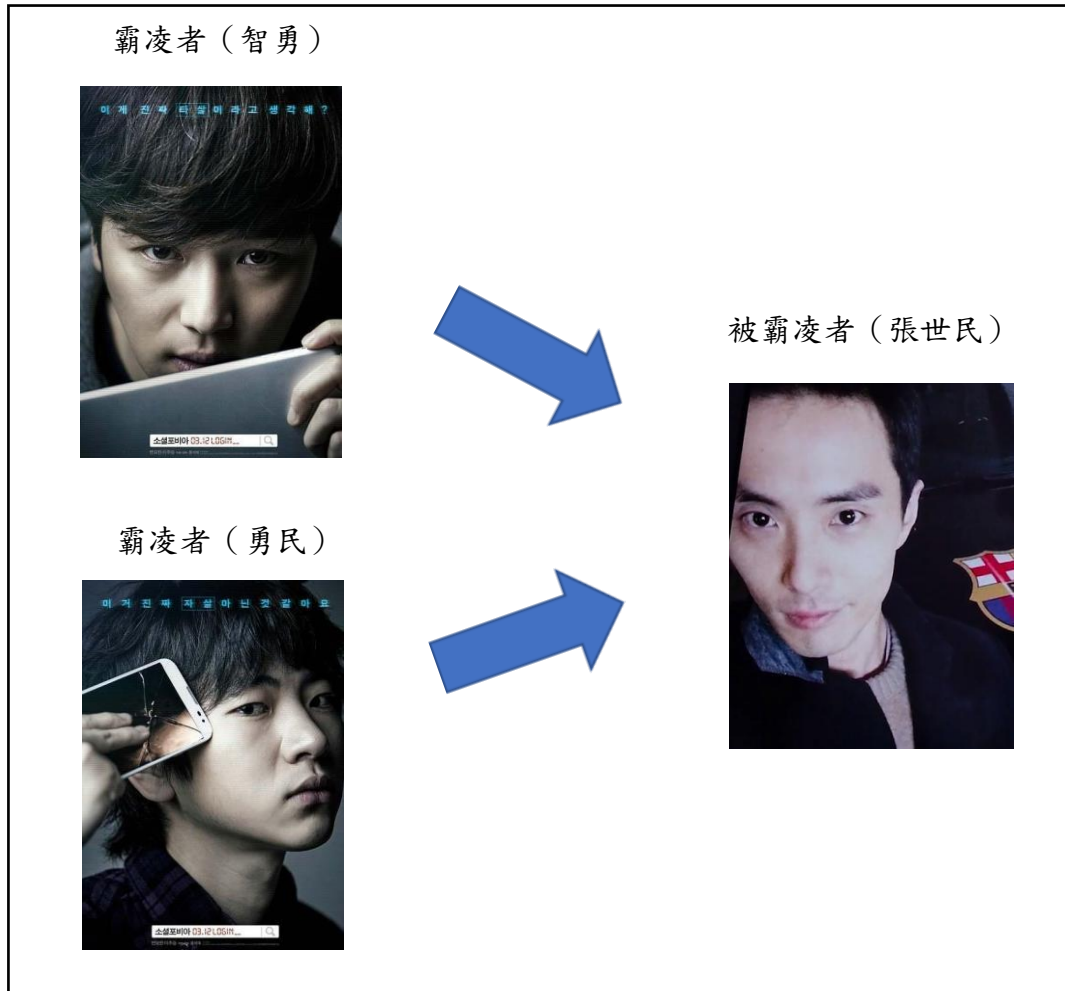 霸凌者（智勇）
이게 진짜 타살이라고 생각해?
소셜포비아 03.12 LOGIN__
被霸凌者（張世民）
霸凌者（勇民）
이거 진짜 자살 아닌것 같아요
소셜포비아 03.12 LOGIN__